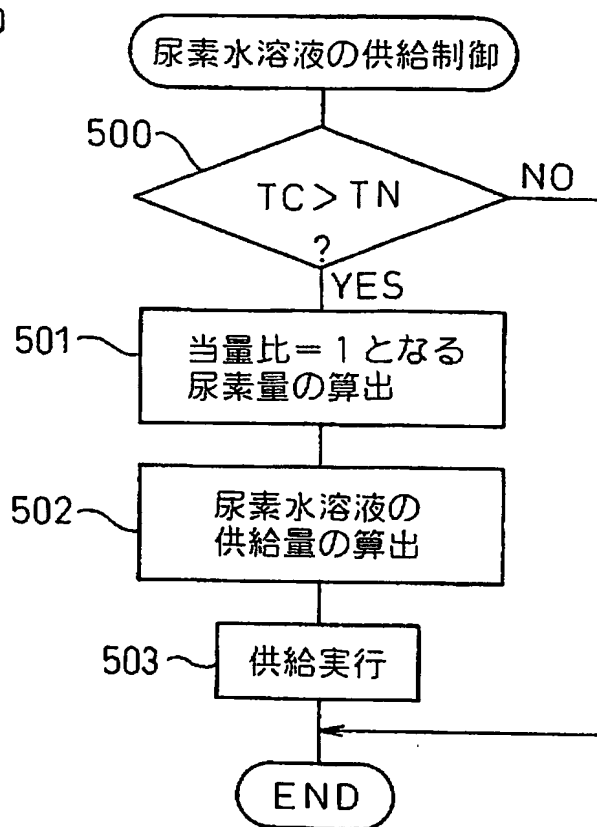 尿素水溶液の供給制御
500
TC>TN
?
NO
YES
501
当量比=1となる
尿素量の算出
502
尿素水溶液の
供給量の算出
503
供給実行
END